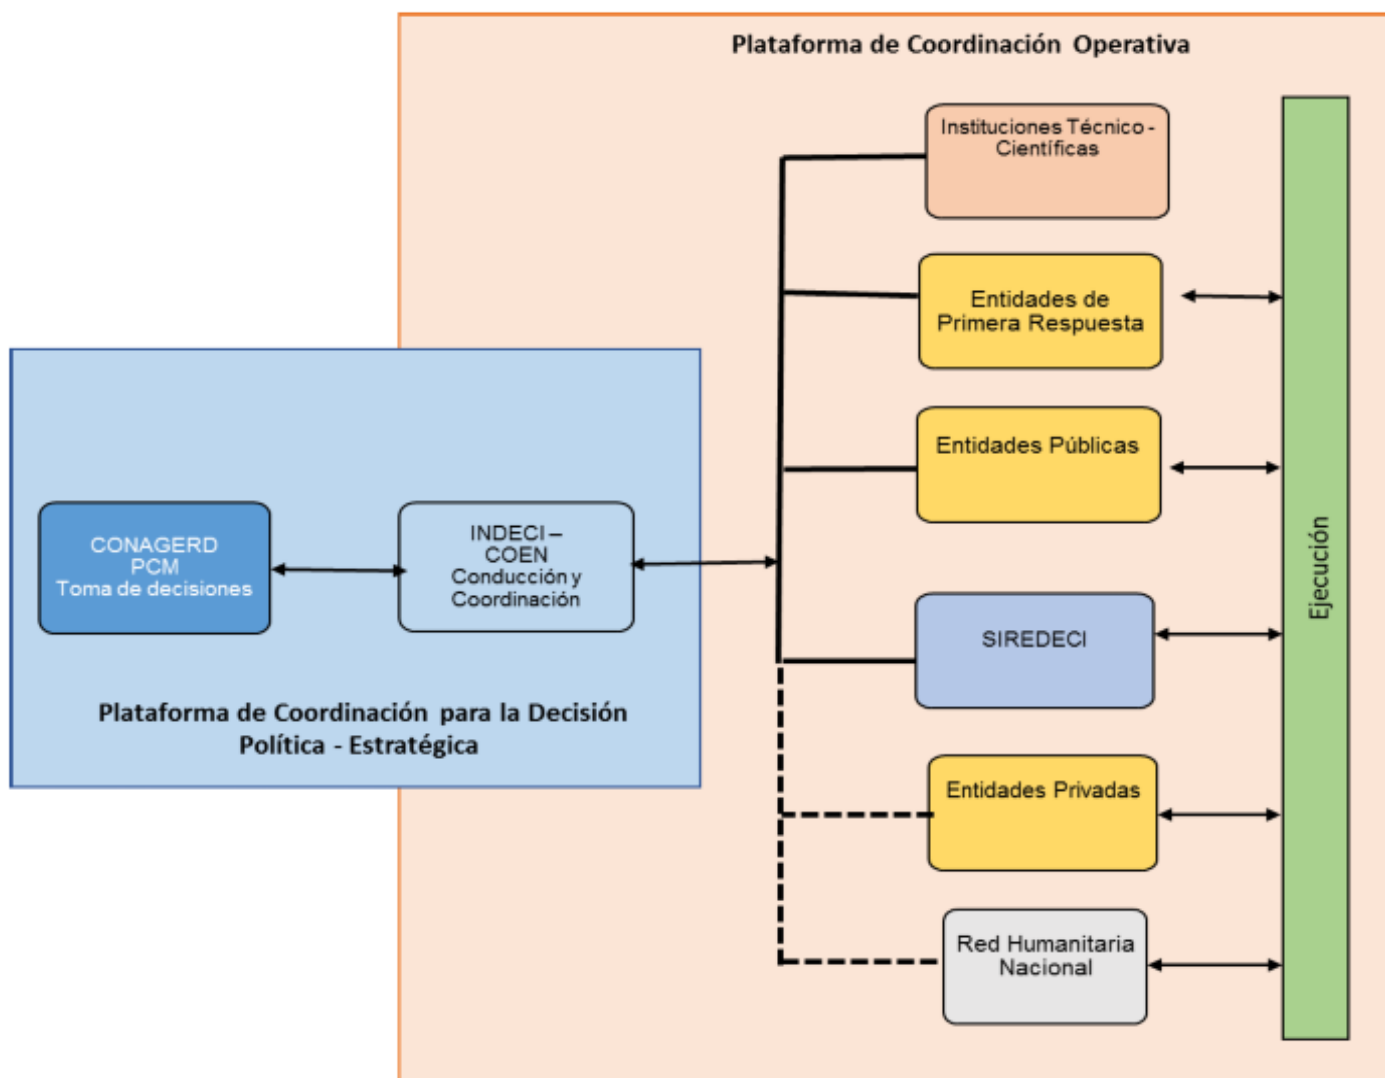 Plataforma de Coordinación Operativa
Instituciones Técnico -
Científicas
Entidades de
Primera Respuesta
Entidades Públicas
CONAGERD
PCM
Toma de decisiones
INDECI –
COEN
Conducción y
Coordinación
SIREDECI
Ejecución
Plataforma de Coordinación para la Decisión
Política - Estratégica
Entidades Privadas
Red Humanitaria
Nacional